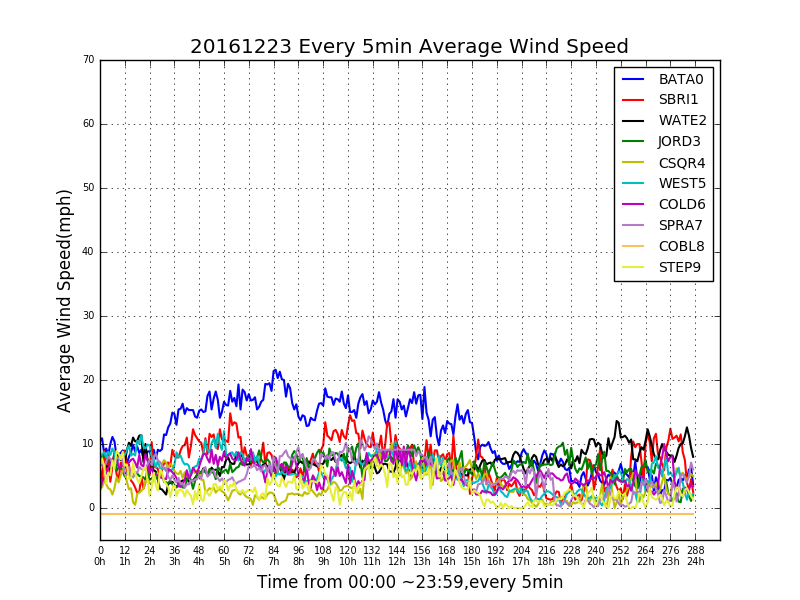 20161223 Every 5min Average Wind Speed
70
60
50
40
30
20
10
0
Average Wind Speed(mph)
BATA0
SBRI1
WATE2
JORD3
CSQR4
WEST5
COLD6
SPRA7
COBL8
STEP9
0 12 24 36 48 60 72 84 96 108 120 132 144 156 168 180 192 204 216 228 240 252 264 276 288
0h 1h 2h 3h 4h 5h 6h 7h 8h 9h 10h 11h 12h 13h 14h 15h 16h 17h 18h 19h 20h 21h 22h 23h 24h
Time from 00:00 ~23:59,every 5min